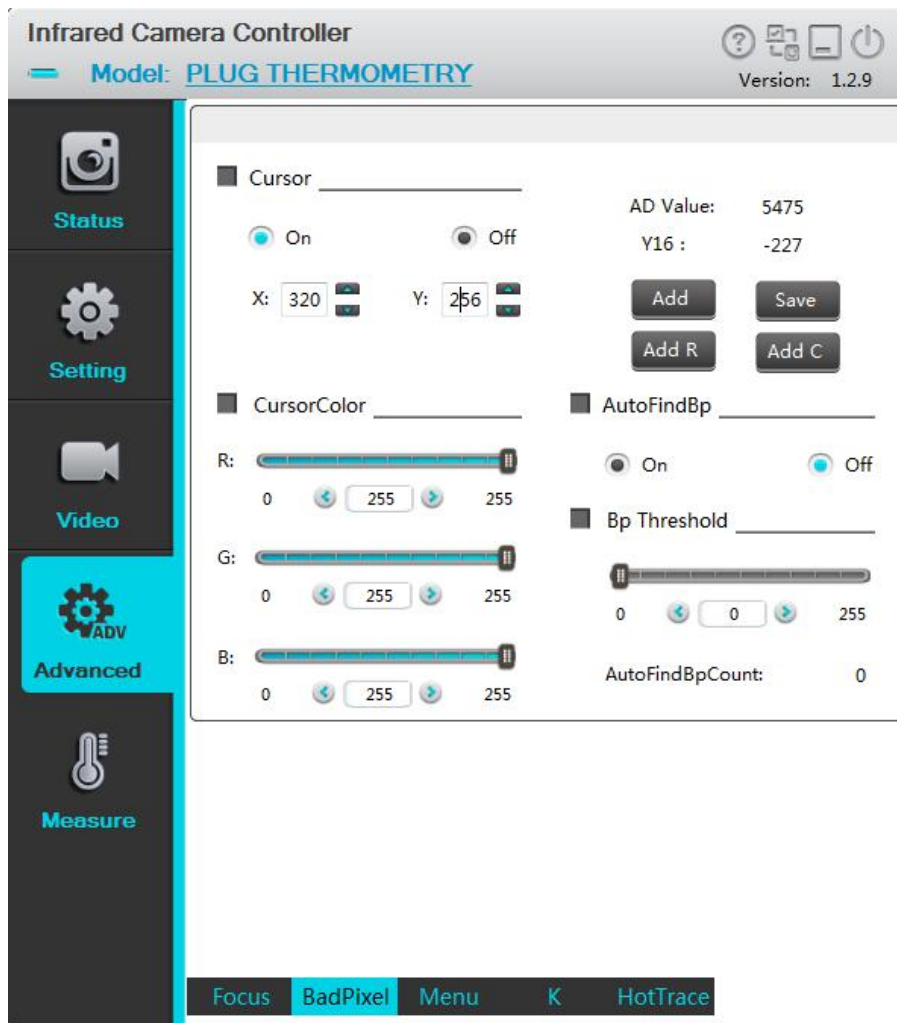 Infrared Camera Controller
Model: PLUG THERMOMETRY
Version: 1.2.9
Status
Setting
Video
ADV
Advanced
Measure
Cursor
On Off
X: 320 Y: 256
AD Value: 5475
Y16 : -227
Add Save
Add R Add C
CursorColor
R:
0 255 255
G:
0 255 255
B:
0 255 255
AutoFindBp
On Off
Bp Threshold
0 0 255
AutoFindBpCount: 0
Focus BadPixel Menu K HotTrace